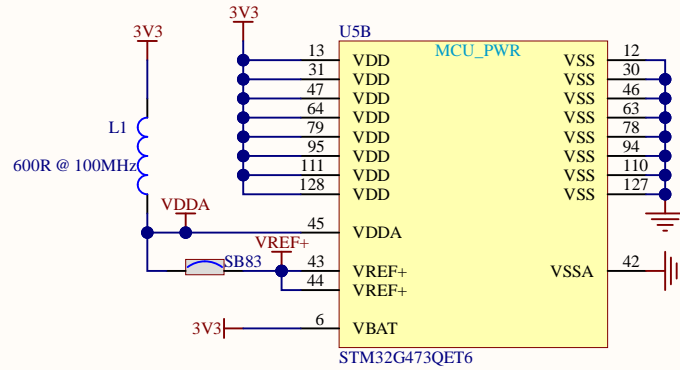 3V3
3V3
U5B
MCU_PWR
13 VDD VSS 12
31 VDD VSS 30
47 VDD VSS 46
64 VDD VSS 63
79 VDD VSS 78
95 VDD VSS 94
111 VDD VSS 110
128 VDD VSS 127
L1
600R @ 100MHz
VDDA
45 VDDA
VREF+
SB83
43 VREF+ VSSA 42
44 VREF+
3V3 6 VBAT
STM32G473QET6